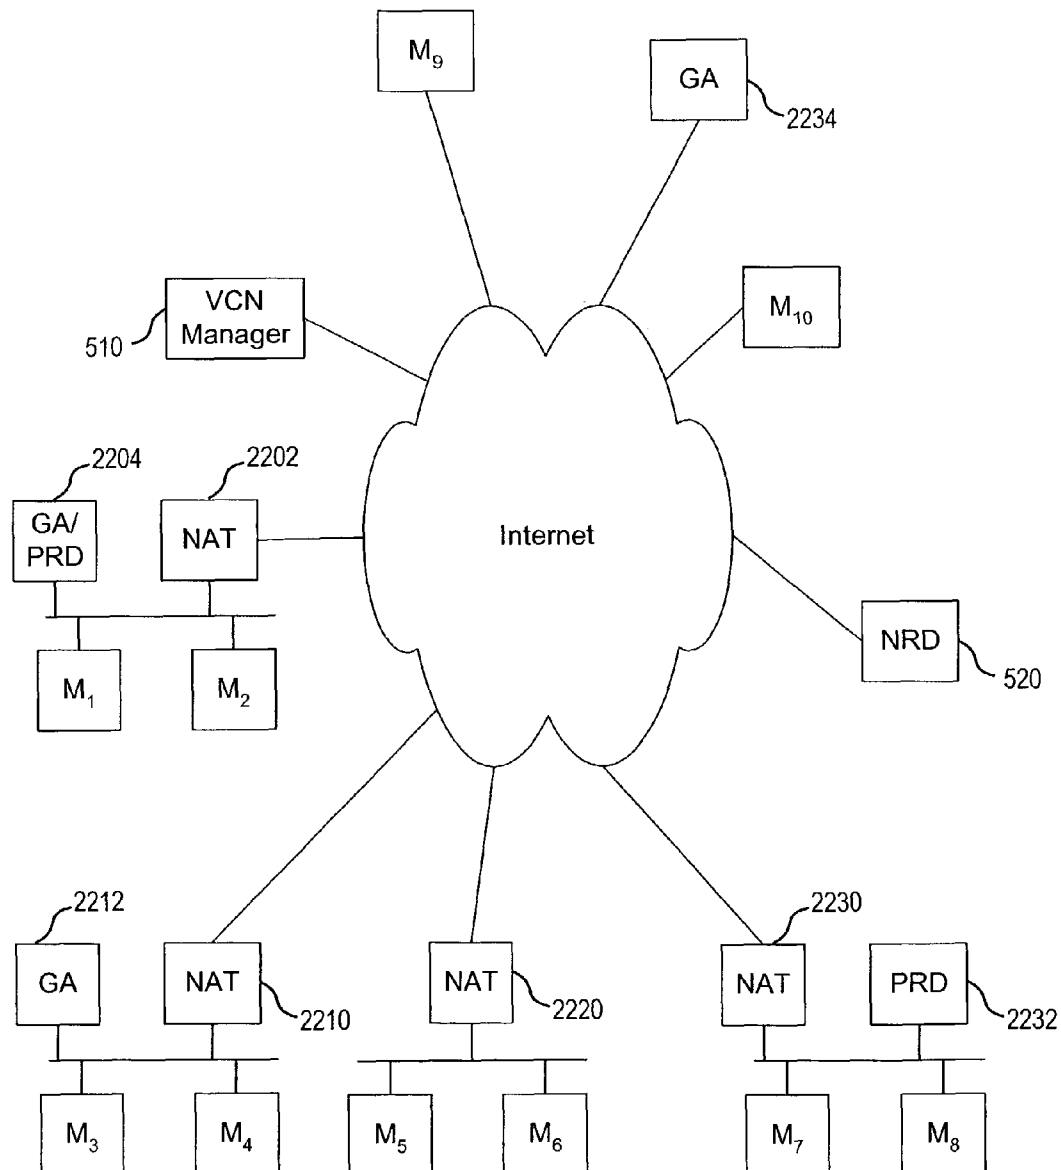 M9
GA
2234
VCN
Manager
510
M10
2204
2202
GA/
PRD
NAT
Internet
M1
M2
NRD
520
2212
GA
NAT
2210
NAT
2220
2230
NAT
PRD
2232
M3
M4
M5
M6
M7
M8